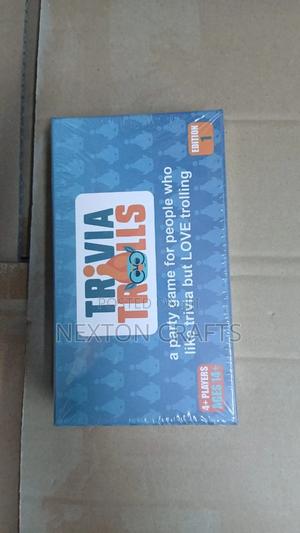 TRIVIA
TROLLS
a party game for people who
like trivia but LOVE trolling
4+ PLAYERS
AGES 14+
EDITION
1
POSTED
NEXTON CRAFTS